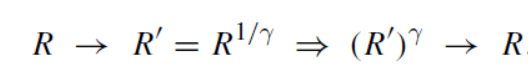 R → R′ = R^{1/γ} ⇒ (R′)^γ → R.